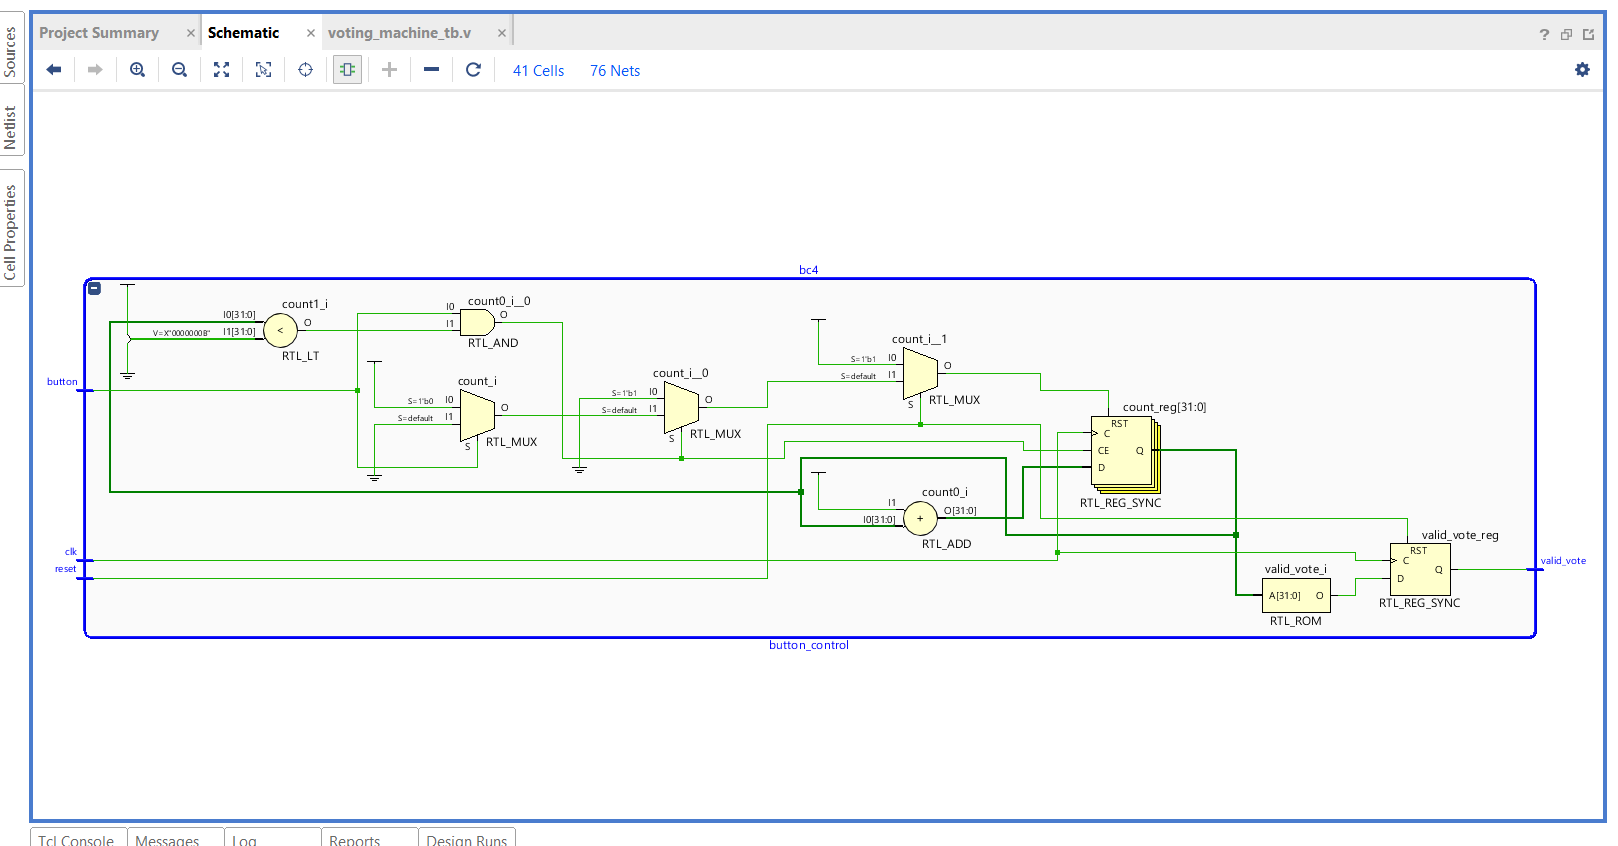 Sources
Netlist
Cell Properties
Project Summary × Schematic × voting_machine_tb.v ×
?
41 Cells 76 Nets
bc4
count1_i
I0[31:0]
V=X"0000000B" I1[31:0]
<
O
RTL_LT
count0_i__0
I0
I1
O
RTL_AND
count_i
S=1'b0 I0
S=default I1
S
O
RTL_MUX
count_i__0
S=1'b1 I0
S=default I1
S
O
RTL_MUX
count_i__1
S=1'b1 I0
S=default I1
S
O
RTL_MUX
count_reg[31:0]
RST
C
CE Q
D
RTL_REG_SYNC
count0_i
I1
I0[31:0]
+
O[31:0]
RTL_ADD
valid_vote_i
A[31:0] O
RTL_ROM
valid_vote_reg
RST
C
Q
D
RTL_REG_SYNC
button
clk
reset
valid_vote
button_control
Tcl Console Messages Log Reports Design Runs